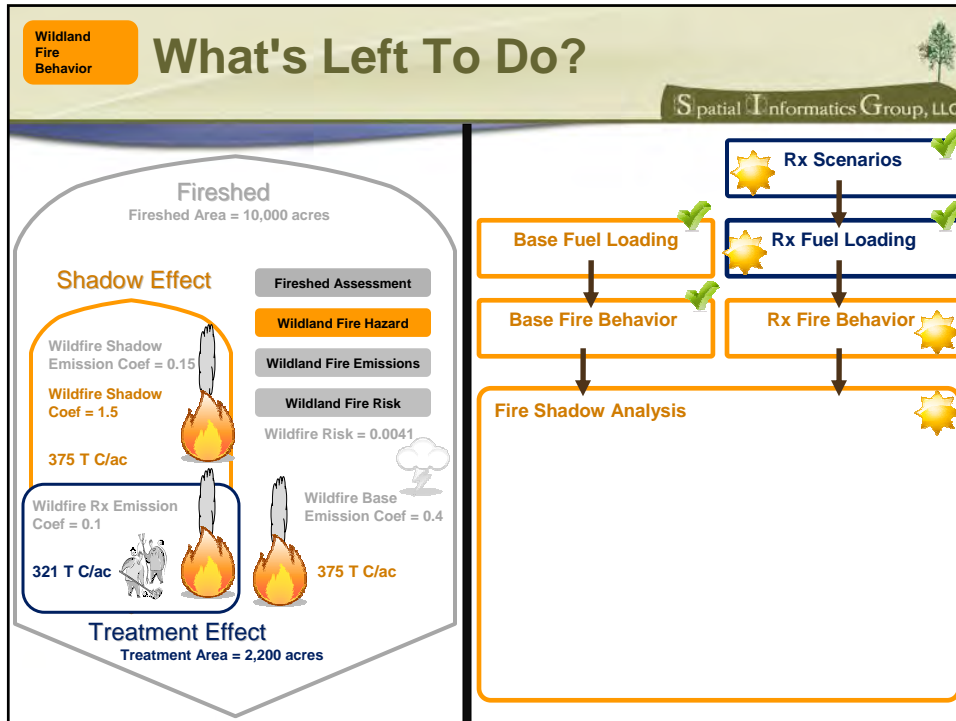 Wildland
Fire
Behavior
What's Left To Do?
Spatial Informatics Group, LLC
Fireshed
Fireshed Area = 10,000 acres
Shadow Effect
Wildfire Shadow
Emission Coef = 0.15
Wildfire Shadow
Coef = 1.5
375 T C/ac
Fireshed Assessment
Wildland Fire Hazard
Wildland Fire Emissions
Wildland Fire Risk
Wildfire Risk = 0.0041
Wildfire Rx Emission
Coef = 0.1
321 T C/ac
Wildfire Base
Emission Coef = 0.4
375 T C/ac
Treatment Effect
Treatment Area = 2,200 acres
Rx Scenarios
Base Fuel Loading
Rx Fuel Loading
Base Fire Behavior
Rx Fire Behavior
Fire Shadow Analysis